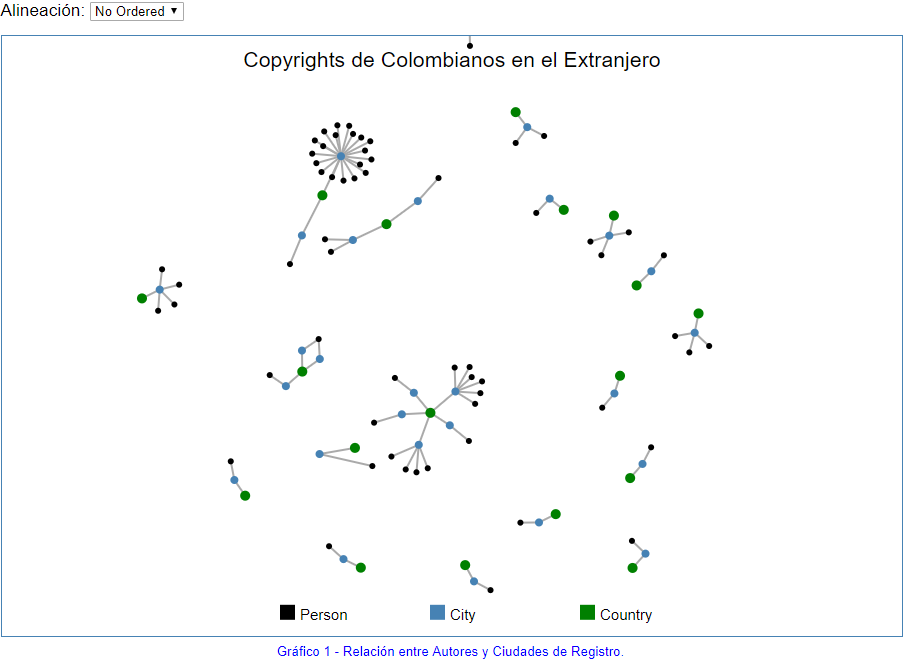 Alineación: No Ordered
Copyrights de Colombianos en el Extranjero
Person City Country
Gráfico 1 - Relación entre Autores y Ciudades de Registro.